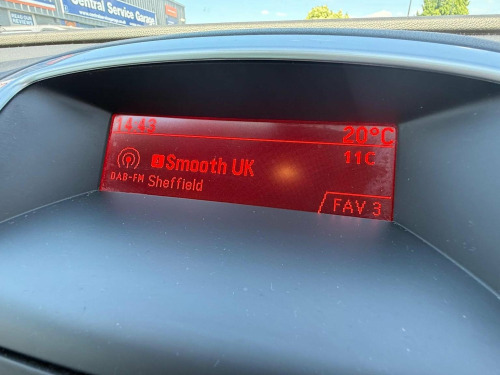 Central Service Garage
14:43
20°C
Smooth UK
11C
DAB-FM Sheffield
FAV 3